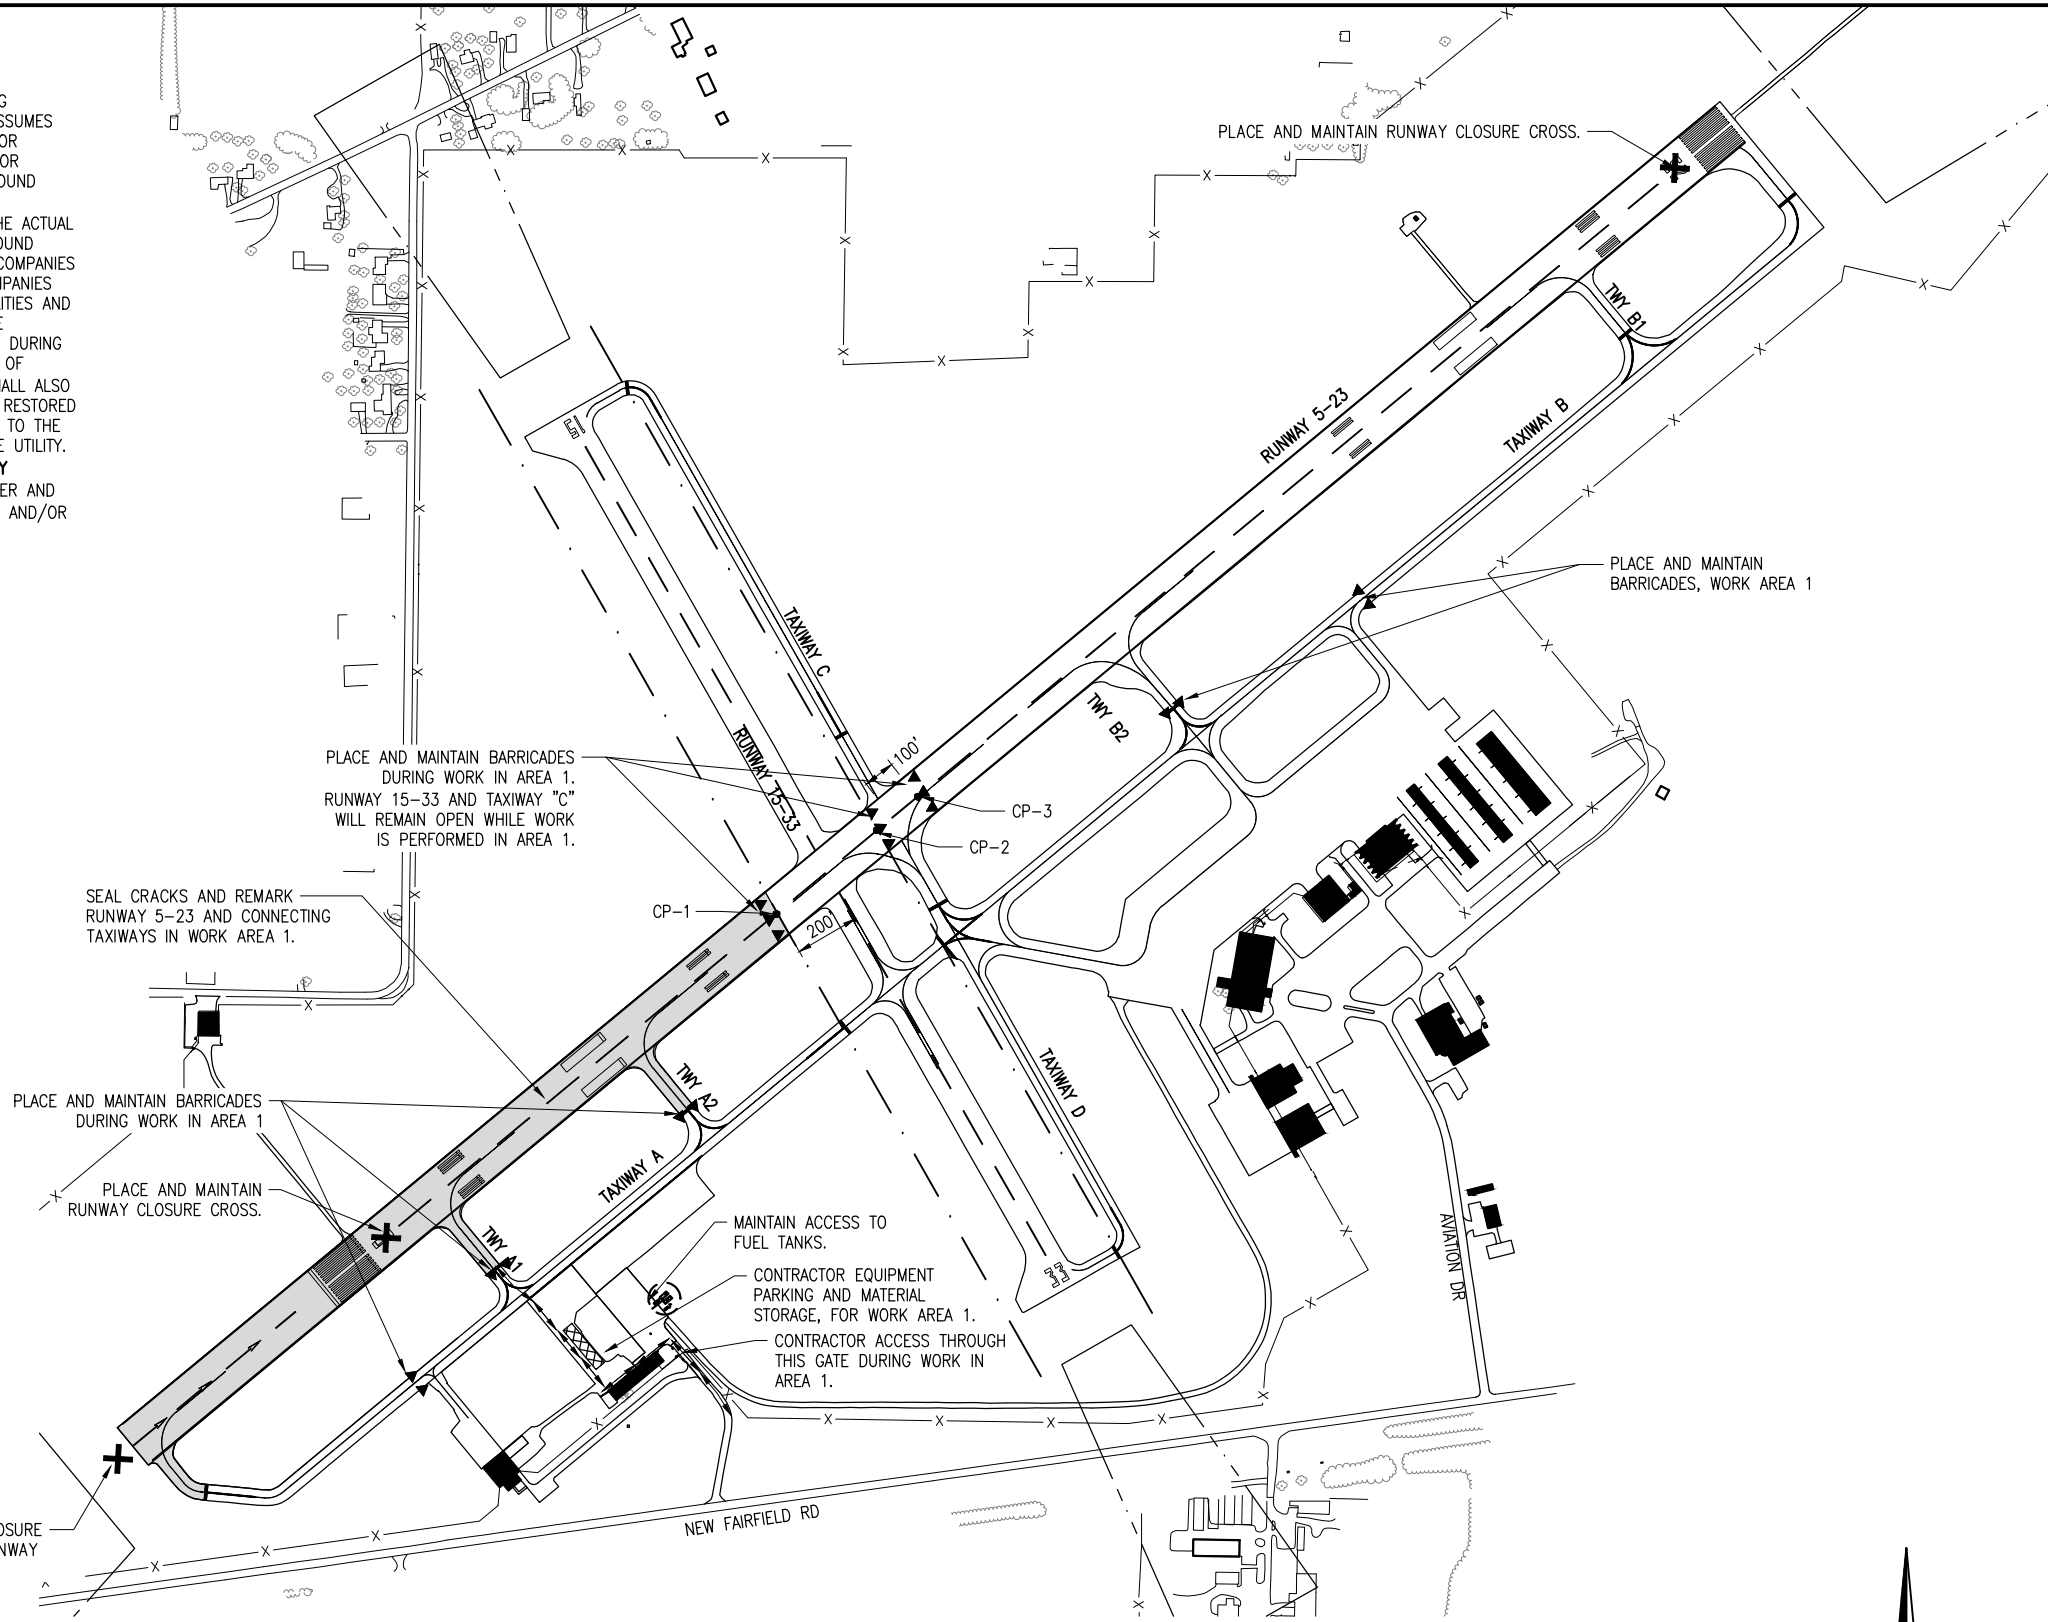 SSUMES
OR
OR
OUND
HE ACTUAL
OUND
COMPANIES
MPANIES
LITIES AND
E
DURING
OF
HALL ALSO
RESTORED
TO THE
E UTILITY.
Y
ER AND
AND/OR
PLACE AND MAINTAIN RUNWAY CLOSURE CROSS.
TWY B1
RUNWAY 5-23
TAXIWAY B
15
PLACE AND MAINTAIN
BARRICADES, WORK AREA 1
TAXIWAY C
TWY B2
RUNWAY 15-33
100'
PLACE AND MAINTAIN BARRICADES
DURING WORK IN AREA 1.
RUNWAY 15-33 AND TAXIWAY "C"
WILL REMAIN OPEN WHILE WORK
IS PERFORMED IN AREA 1.
CP-3
CP-2
SEAL CRACKS AND REMARK
RUNWAY 5-23 AND CONNECTING
TAXIWAYS IN WORK AREA 1.
CP-1
200'
TWY A2
TAXIWAY D
PLACE AND MAINTAIN BARRICADES
DURING WORK IN AREA 1
TAXIWAY A
PLACE AND MAINTAIN
RUNWAY CLOSURE CROSS.
TWY A1
MAINTAIN ACCESS TO
FUEL TANKS.
33
CONTRACTOR EQUIPMENT
PARKING AND MATERIAL
STORAGE, FOR WORK AREA 1.
CONTRACTOR ACCESS THROUGH
THIS GATE DURING WORK IN
AREA 1.
AVIATION DR
NEW FAIRFIELD RD
OSURE
NWAY